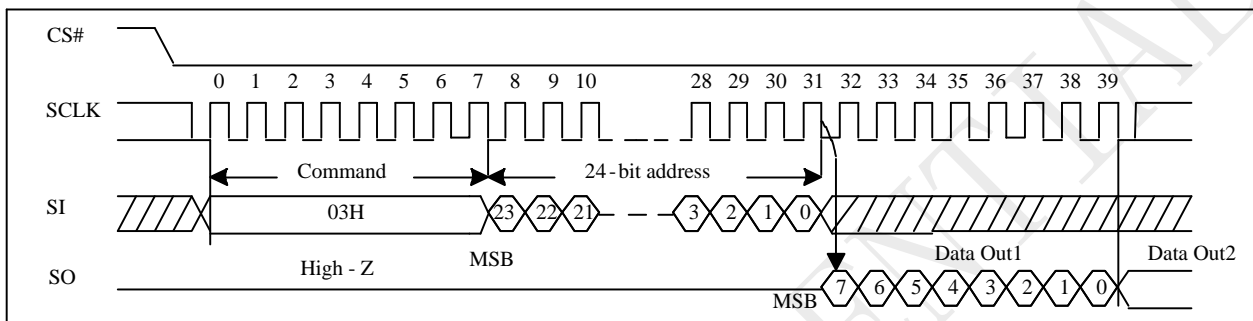 CS#
0 1 2 3 4 5 6 7 8 9 10 28 29 30 31 32 33 34 35 36 37 38 39
SCLK
Command 24-bit address
SI 03H 23 22 21 3 2 1 0
High - Z MSB Data Out1 Data Out2
SO MSB 7 6 5 4 3 2 1 0
ENTIAL